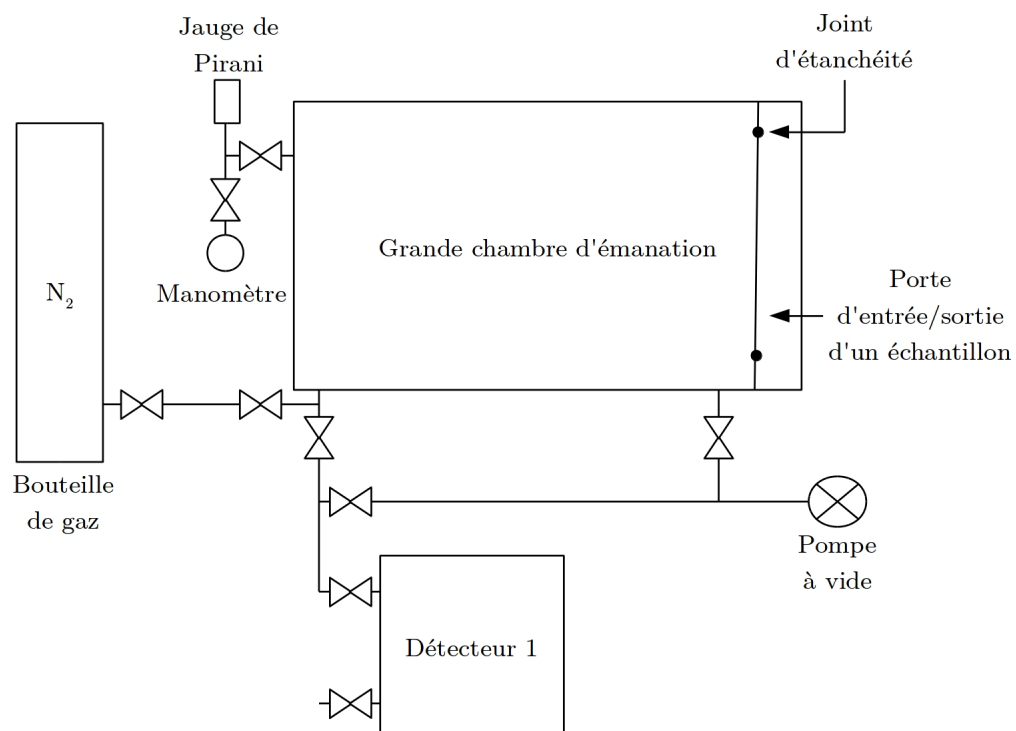 Jauge de
Pirani
Joint
d'étanchéité
N₂
Grande chambre d'émanation
Manomètre
Porte
d'entrée/sortie
d'un échantillon
Bouteille
de gaz
Pompe
à vide
Détecteur 1